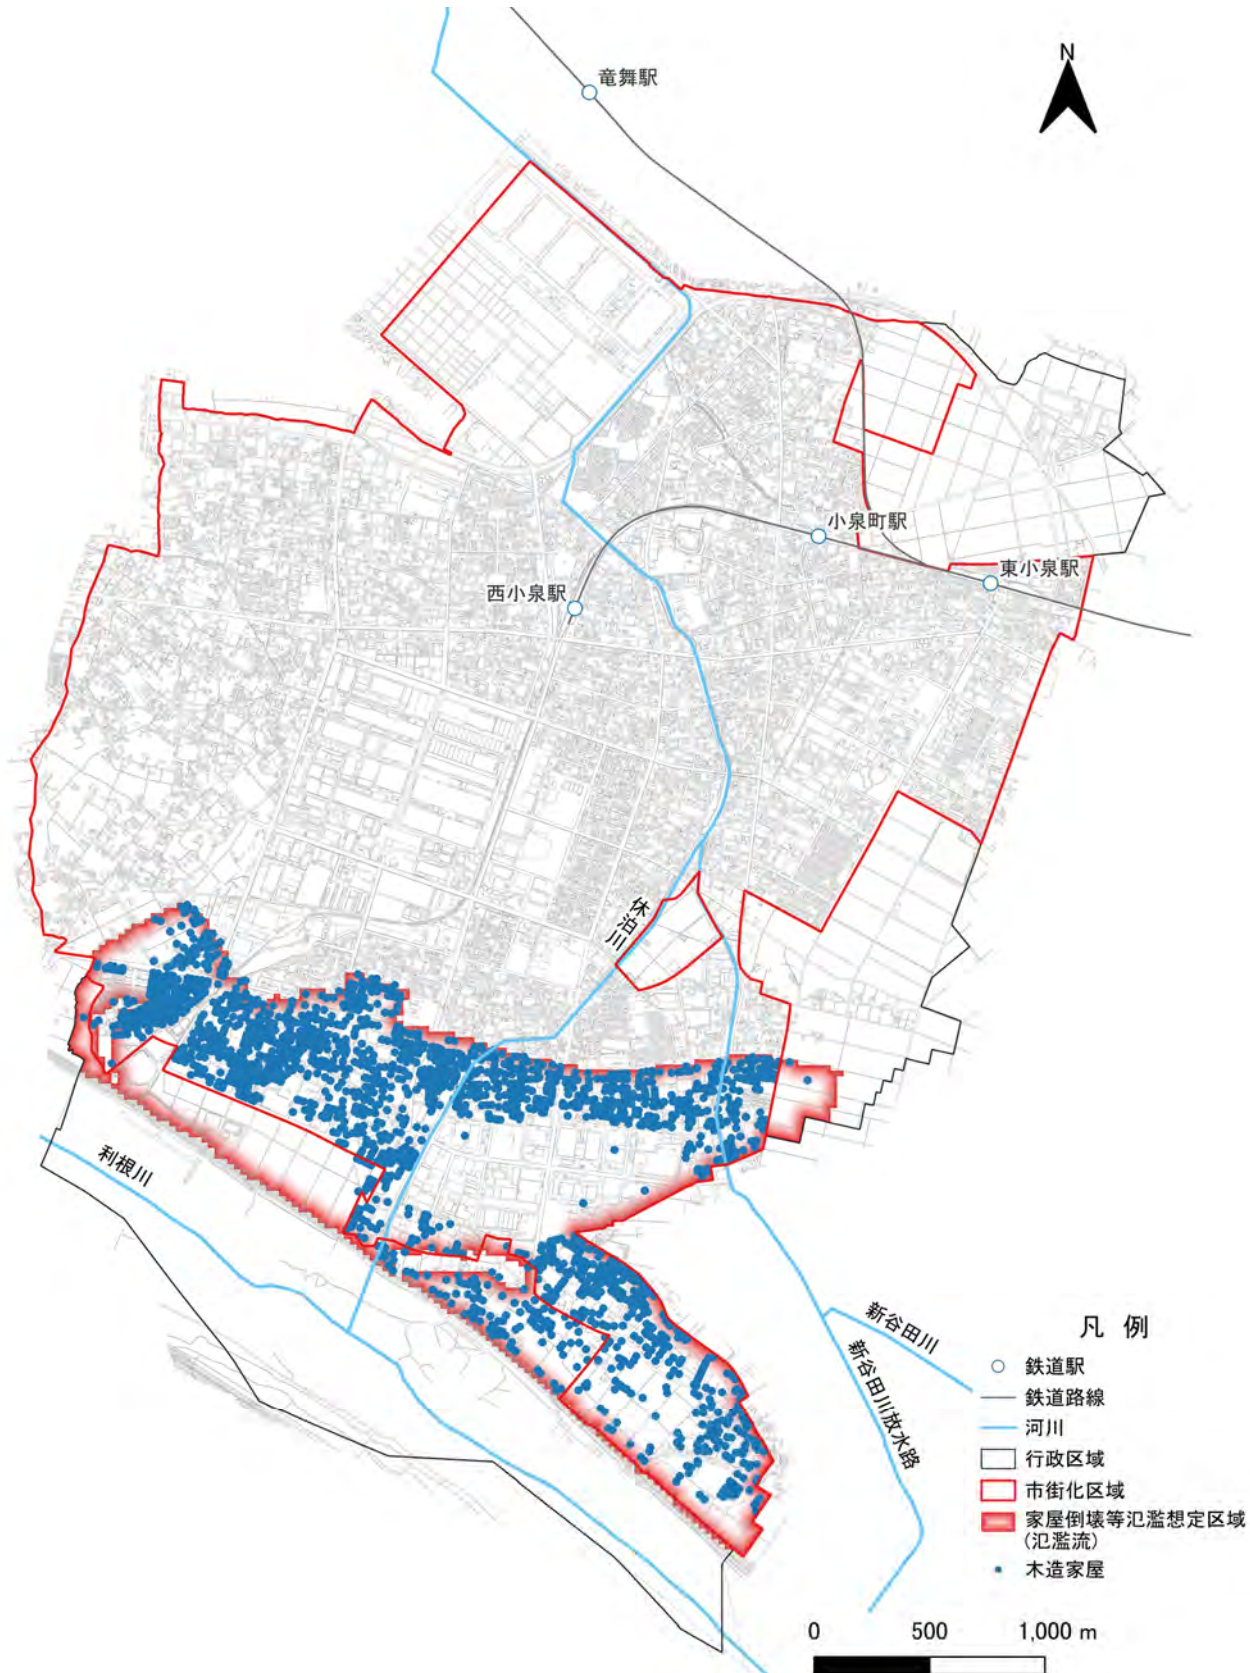 N
竜舞駅
小泉町駅
東小泉駅
西小泉駅
休泊川
利根川
新谷田川
新谷田川放水路
凡 例
鉄道駅
鉄道路線
河川
行政区域
市街化区域
家屋倒壊等氾濫想定区域
(氾濫流)
木造家屋
0 500 1,000 m